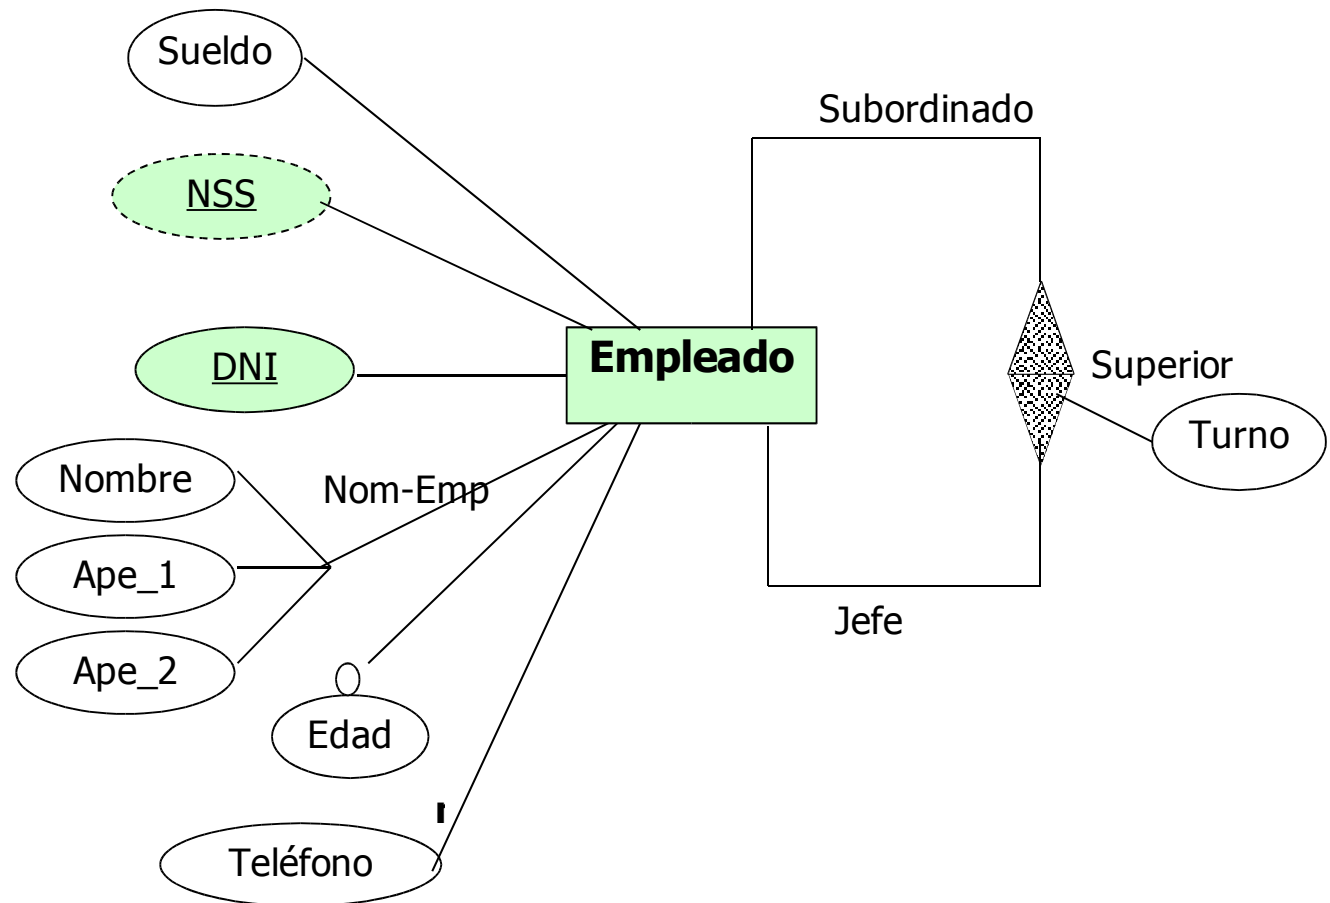 Sueldo
Subordinado
NSS
Empleado
DNI
Superior
Turno
Nombre
Nom-Emp
Ape_1
Jefe
Ape_2
Edad
Teléfono